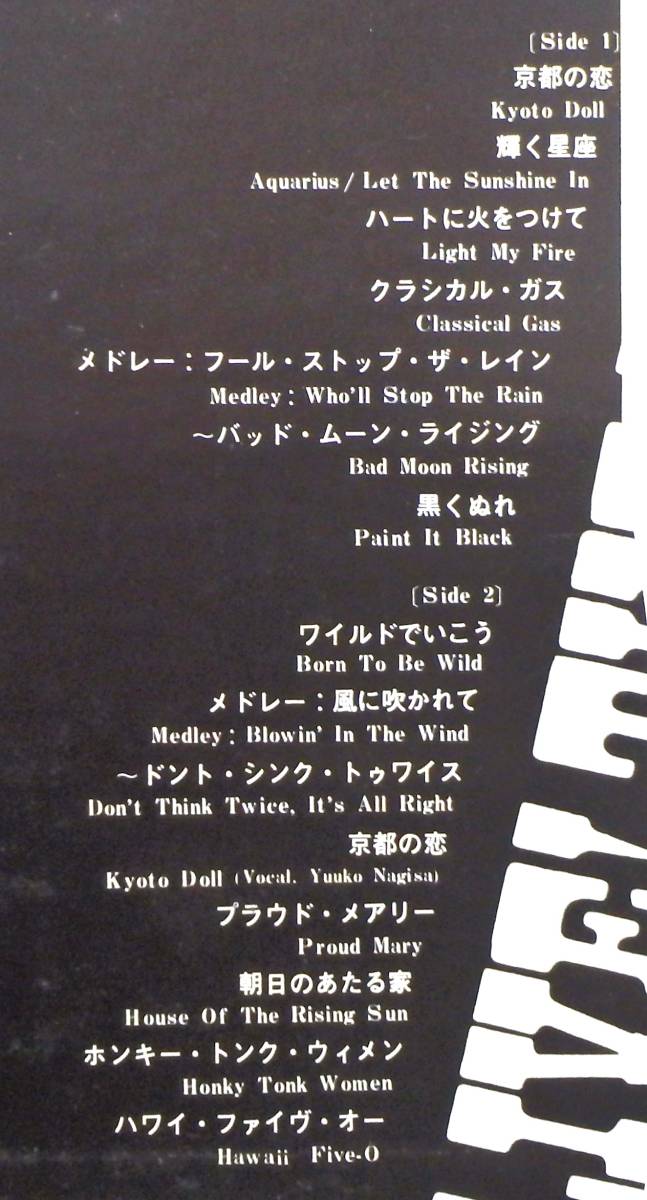 [Side 1]
京都の恋
Kyoto Doll
輝く星座
Aquarius / Let The Sunshine In
ハートに火をつけて
Light My Fire
クラシカル・ガス
Classical Gas
メドレー:フール・ストップ・ザ・レイン
Medley: Who'll Stop The Rain
～バッド・ムーン・ライジング
Bad Moon Rising
黒くぬれ
Paint It Black
[Side 2]
ワイルドでいこう
Born To Be Wild
メドレー:風に吹かれて
Medley: Blowin' In The Wind
～ドント・シンク・トゥワイス
Don't Think Twice, It's All Right
京都の恋
Kyoto Doll (Vocal. Yuuko Nagisa)
プラウド・メアリー
Proud Mary
朝日のあたる家
House Of The Rising Sun
ホンキー・トンク・ウィメン
Honky Tonk Women
ハワイ・ファイヴ・オー
Hawaii Five-O